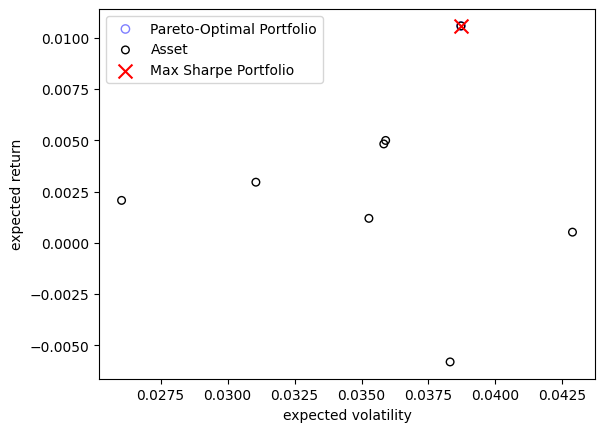 Pareto-Optimal Portfolio
Asset
Max Sharpe Portfolio
expected return
0.0100
0.0075
0.0050
0.0025
0.0000
−0.0025
−0.0050
0.0275
0.0300
0.0325
0.0350
0.0375
0.0400
0.0425
expected volatility